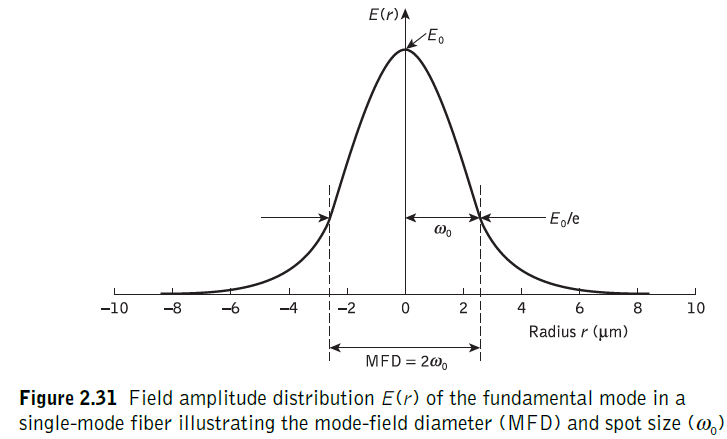 E(r)
E₀
E₀/e
ω₀
−10 −8 −6 −4 −2 0 2 4 6 8 10
Radius r (μm)
MFD = 2ω₀
Figure 2.31 Field amplitude distribution E(r) of the fundamental mode in a
single-mode fiber illustrating the mode-field diameter (MFD) and spot size (ω₀)